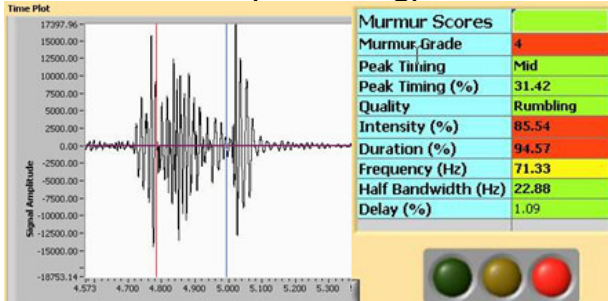 Time Plot
17397.96
15000.00
12500.00
10000.00
7500.00
5000.00
2500.00
0.00
-2500.00
-5000.00
-7500.00
-10000.00
-12500.00
-15000.00
-18753.14
Signal Amplitude
4.573 4.700 4.800 4.900 5.000 5.100 5.200 5.300
Murmur Scores
Murmur Grade 4
Peak Timing Mid
Peak Timing (%) 31.42
Quality Rumbling
Intensity (%) 85.54
Duration (%) 94.57
Frequency (Hz) 71.33
Half Bandwidth (Hz) 22.88
Delay (%) 1.09